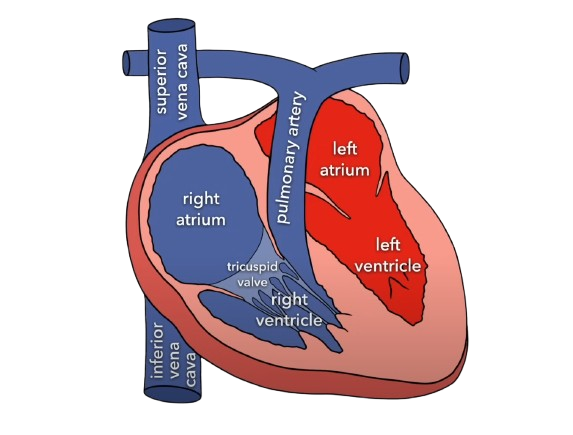 superior
vena cava
pulmonary artery
left
atrium
right
atrium
left
ventricle
tricuspid
valve
right
ventricle
inferior
vena
cava